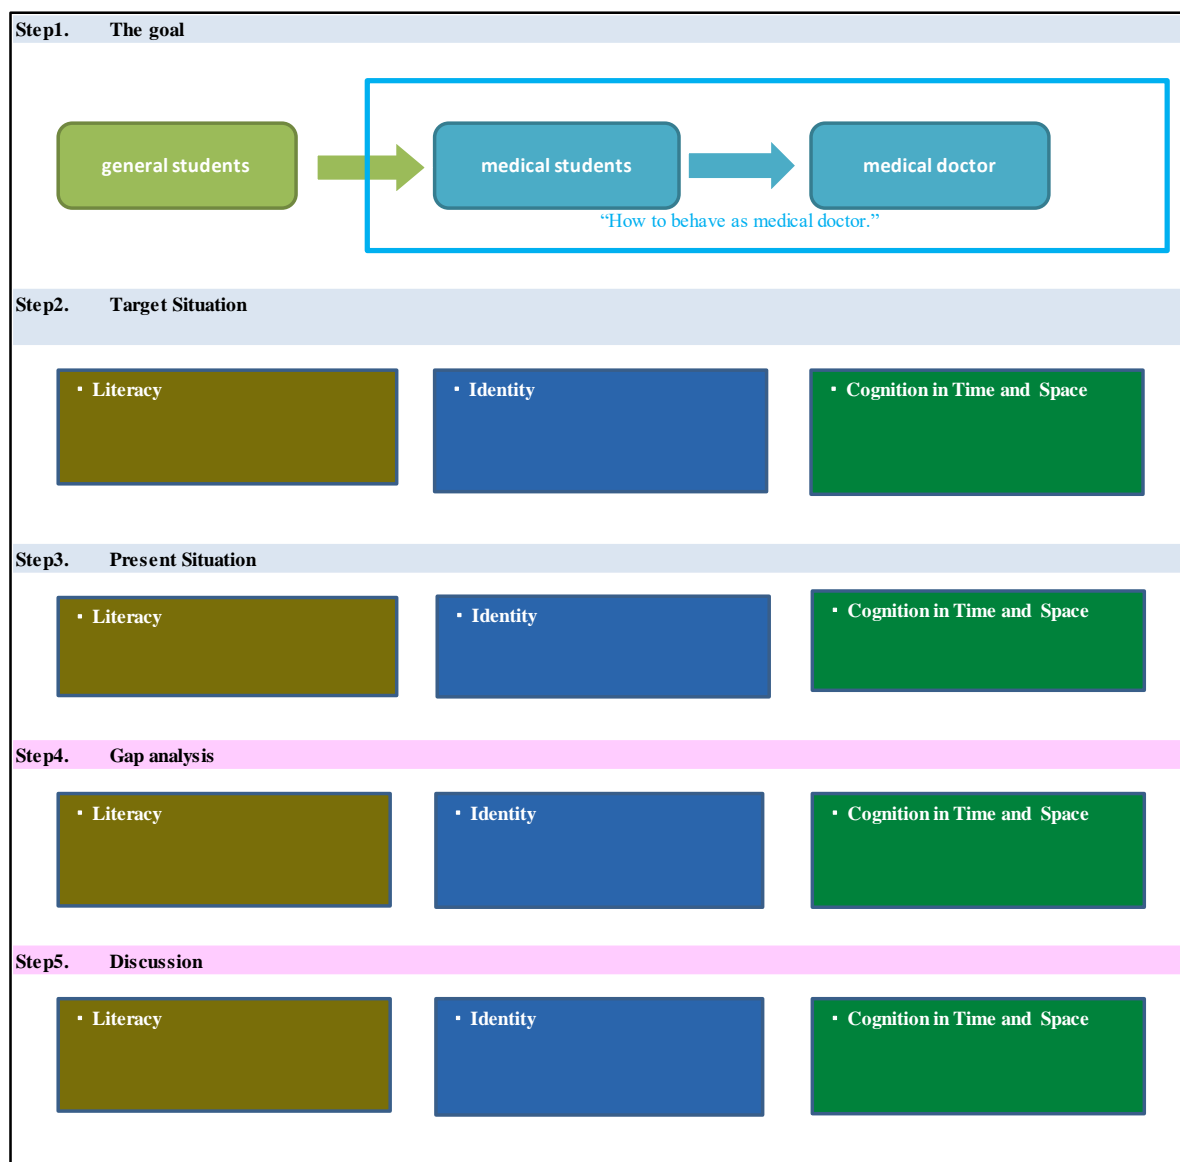 Step1. The goal
general students
medical students
medical doctor
“How to behave as medical doctor.”
Step2. Target Situation
▪ Literacy
▪ Identity
▪ Cognition in Time and Space
Step3. Present Situation
▪ Literacy
▪ Identity
▪ Cognition in Time and Space
Step4. Gap analysis
▪ Literacy
▪ Identity
▪ Cognition in Time and Space
Step5. Discussion
▪ Literacy
▪ Identity
▪ Cognition in Time and Space